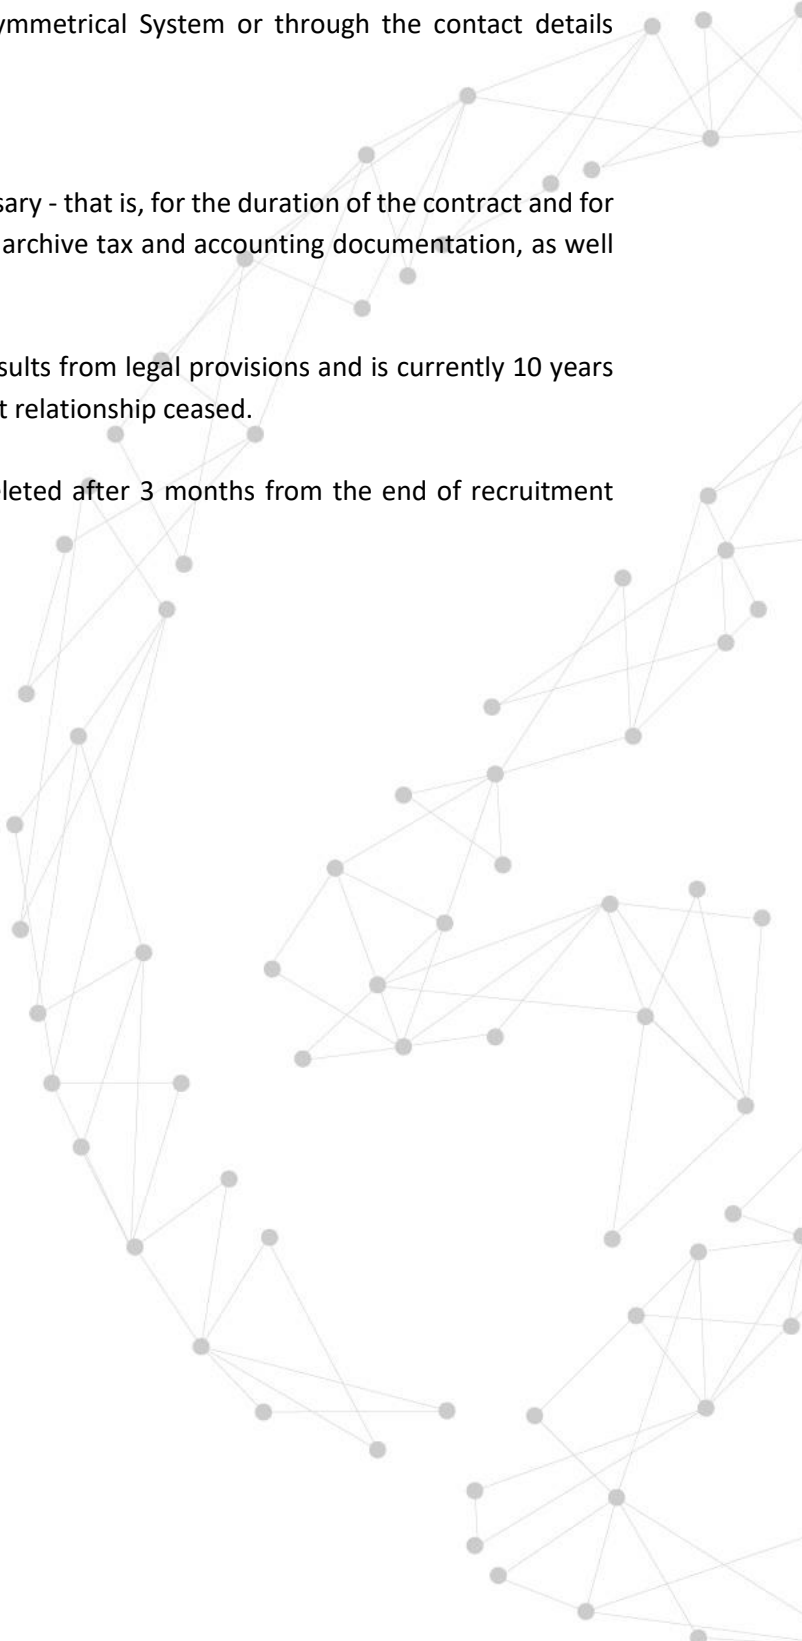 ymmetrical System or through the contact details
sary - that is, for the duration of the contract and for
archive tax and accounting documentation, as well
sults from legal provisions and is currently 10 years
t relationship ceased.
leted after 3 months from the end of recruitment